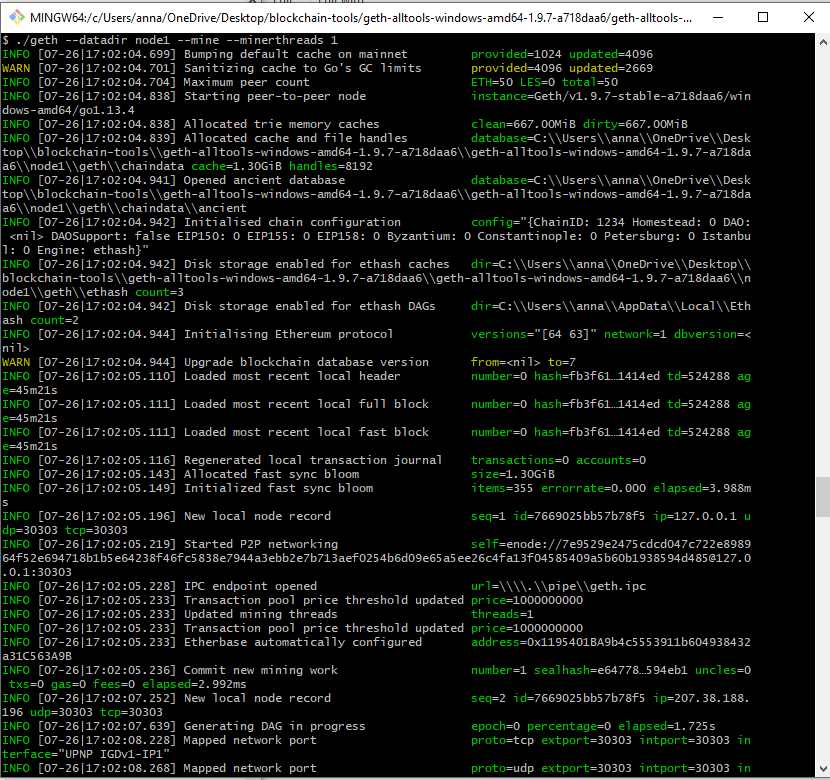 MINGW64:/c/Users/anna/OneDrive/Desktop/blockchain-tools/geth-alltools-windows-amd64-1.9.7-a718daa6/geth-alltools-windows-amd64-1.9.7-...
$ ./geth --datadir node1 --mine --minerthreads 1
INFO [07-26|17:02:04.699] Bumping default cache on mainnet         provided=1024 updated=4096
WARN [07-26|17:02:04.701] Sanitizing cache to Go's GC limits       provided=4096 updated=2669
INFO [07-26|17:02:04.704] Maximum peer count                       ETH=50 LES=0 total=50
INFO [07-26|17:02:04.838] Starting peer-to-peer node               instance=Geth/v1.9.7-stable-a718daa6/win
dows-amd64/go1.13.4
INFO [07-26|17:02:04.838] Allocated trie memory caches             clean=667.00MiB dirty=667.00MiB
INFO [07-26|17:02:04.839] Allocated cache and file handles         database=C:\\Users\\anna\\OneDrive\\Desk
top\\blockchain-tools\\geth-alltools-windows-amd64-1.9.7-a718daa6\\geth-alltools-windows-amd64-1.9.7-a718da
a6\\node1\\geth\\chaindata cache=1.30GiB handles=8192
INFO [07-26|17:02:04.941] Opened ancient database                  database=C:\\Users\\anna\\OneDrive\\Desk
top\\blockchain-tools\\geth-alltools-windows-amd64-1.9.7-a718daa6\\geth-alltools-windows-amd64-1.9.7-a718da
a6\\node1\\geth\\chaindata\\ancient
INFO [07-26|17:02:04.942] Initialised chain configuration          config="{ChainID: 1234 Homestead: 0 DAO:
 <nil> DAOSupport: false EIP150: 0 EIP155: 0 EIP158: 0 Byzantium: 0 Constantinople: 0 Petersburg: 0 Istanbu
l: 0 Engine: ethash}"
INFO [07-26|17:02:04.942] Disk storage enabled for ethash caches   dir=C:\\Users\\anna\\OneDrive\\Desktop\\
blockchain-tools\\geth-alltools-windows-amd64-1.9.7-a718daa6\\geth-alltools-windows-amd64-1.9.7-a718daa6\\n
ode1\\geth\\ethash count=3
INFO [07-26|17:02:04.942] Disk storage enabled for ethash DAGs     dir=C:\\Users\\anna\\AppData\\Local\\Eth
ash count=2
INFO [07-26|17:02:04.944] Initialising Ethereum protocol           versions="[64 63]" network=1 dbversion=<
nil>
WARN [07-26|17:02:04.944] Upgrade blockchain database version      from=<nil> to=7
INFO [07-26|17:02:05.110] Loaded most recent local header          number=0 hash=fb3f61…1414ed td=524288 ag
e=45m21s
INFO [07-26|17:02:05.111] Loaded most recent local full block      number=0 hash=fb3f61…1414ed td=524288 ag
e=45m21s
INFO [07-26|17:02:05.111] Loaded most recent local fast block      number=0 hash=fb3f61…1414ed td=524288 ag
e=45m21s
INFO [07-26|17:02:05.116] Regenerated local transaction journal    transactions=0 accounts=0
INFO [07-26|17:02:05.143] Allocated fast sync bloom                size=1.30GiB
INFO [07-26|17:02:05.149] Initialized fast sync bloom              items=355 errorrate=0.000 elapsed=3.988m
s
INFO [07-26|17:02:05.196] New local node record                    seq=1 id=7669025bb57b78f5 ip=127.0.0.1 u
dp=30303 tcp=30303
INFO [07-26|17:02:05.219] Started P2P networking                   self=enode://7e9529e2475cdcd047c722e8989
64f52e694718b1b5e64238f46fc5838e7944a3ebb2e7b713aef0254b6d09e65a5ee26c4fa13f04585409a5b60b1938594d485@127.0
.0.1:30303
INFO [07-26|17:02:05.228] IPC endpoint opened                      url=\\\\.\\pipe\\geth.ipc
INFO [07-26|17:02:05.233] Transaction pool price threshold updated price=1000000000
INFO [07-26|17:02:05.233] Updated mining threads                   threads=1
INFO [07-26|17:02:05.233] Transaction pool price threshold updated price=1000000000
INFO [07-26|17:02:05.233] Etherbase automatically configured       address=0x1195401BA9b4c5553911b604938432
a31C563A9B
INFO [07-26|17:02:05.236] Commit new mining work                   number=1 sealhash=e64778…594eb1 uncles=0
 txs=0 gas=0 fees=0 elapsed=2.992ms
INFO [07-26|17:02:07.252] New local node record                    seq=2 id=7669025bb57b78f5 ip=207.38.188.
196 udp=30303 tcp=30303
INFO [07-26|17:02:07.639] Generating DAG in progress               epoch=0 percentage=0 elapsed=1.725s
INFO [07-26|17:02:08.228] Mapped network port                      proto=tcp extport=30303 intport=30303 in
terface="UPNP IGDv1-IP1"
INFO [07-26|17:02:08.268] Mapped network port                      proto=udp extport=30303 intport=30303 in